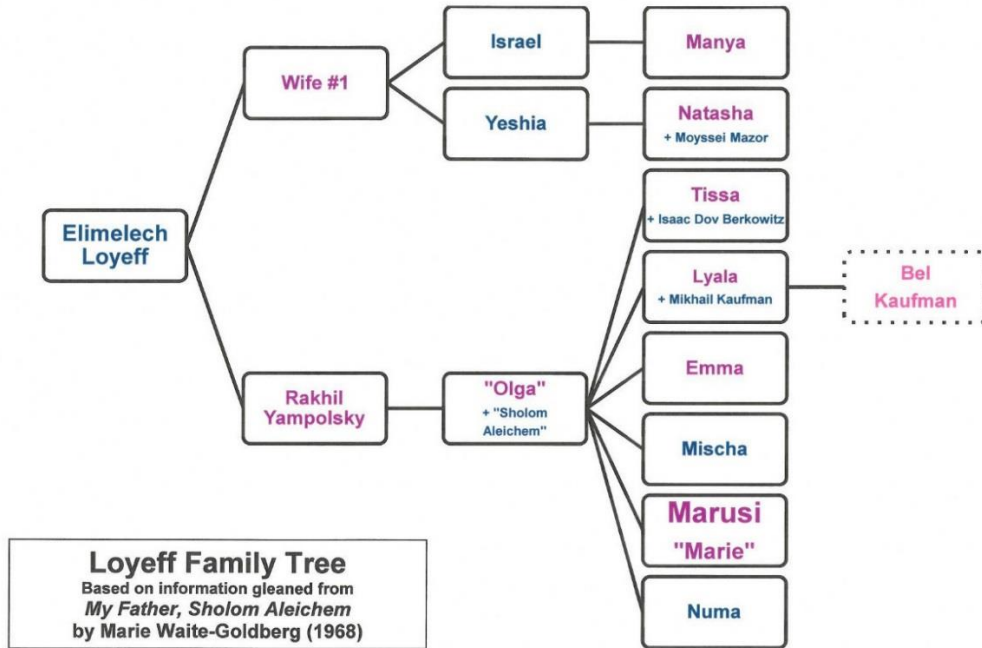 Elimelech
Loyeff
Wife #1
Israel
Manya
Yeshia
Natasha
+ Moyssei Mazor
Rakhil
Yampolsky
"Olga"
+ "Sholom
Aleichem"
Tissa
+ Isaac Dov Berkowitz
Lyala
+ Mikhail Kaufman
Bel
Kaufman
Emma
Mischa
Marusi
"Marie"
Numa
Loyeff Family Tree
Based on information gleaned from
My Father, Sholom Aleichem
by Marie Waite-Goldberg (1968)